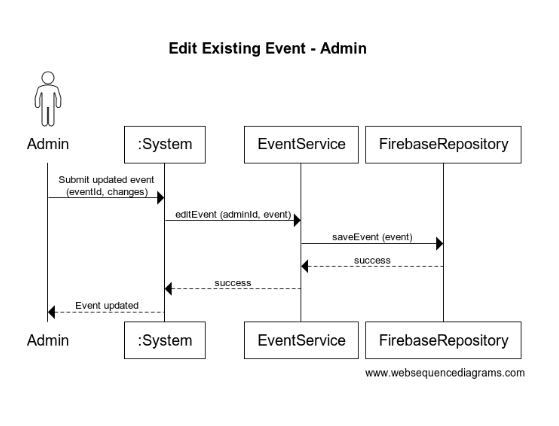 Edit Existing Event - Admin
Admin
:System
EventService
FirebaseRepository
Submit updated event
(eventId, changes)
editEvent (adminId, event)
saveEvent (event)
success
success
Event updated
Admin
:System
EventService
FirebaseRepository
www.websequencediagrams.com